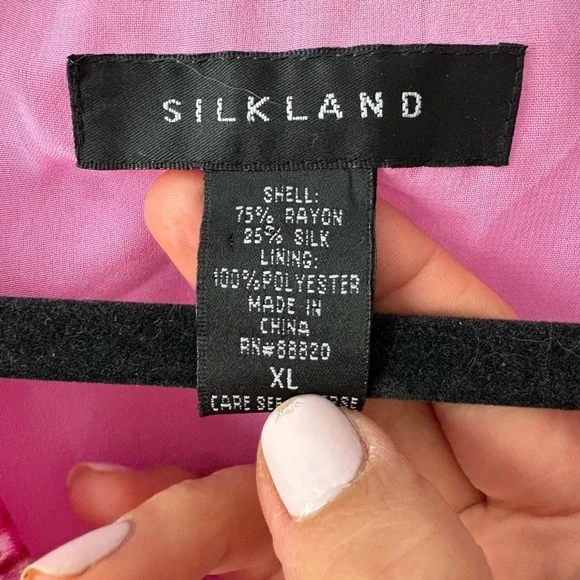 SILKLAND
SHELL:
75% RAYON
25% SILK
LINING:
100%POLYESTER
MADE IN
CHINA
RN#88820
XL
CARE SEE